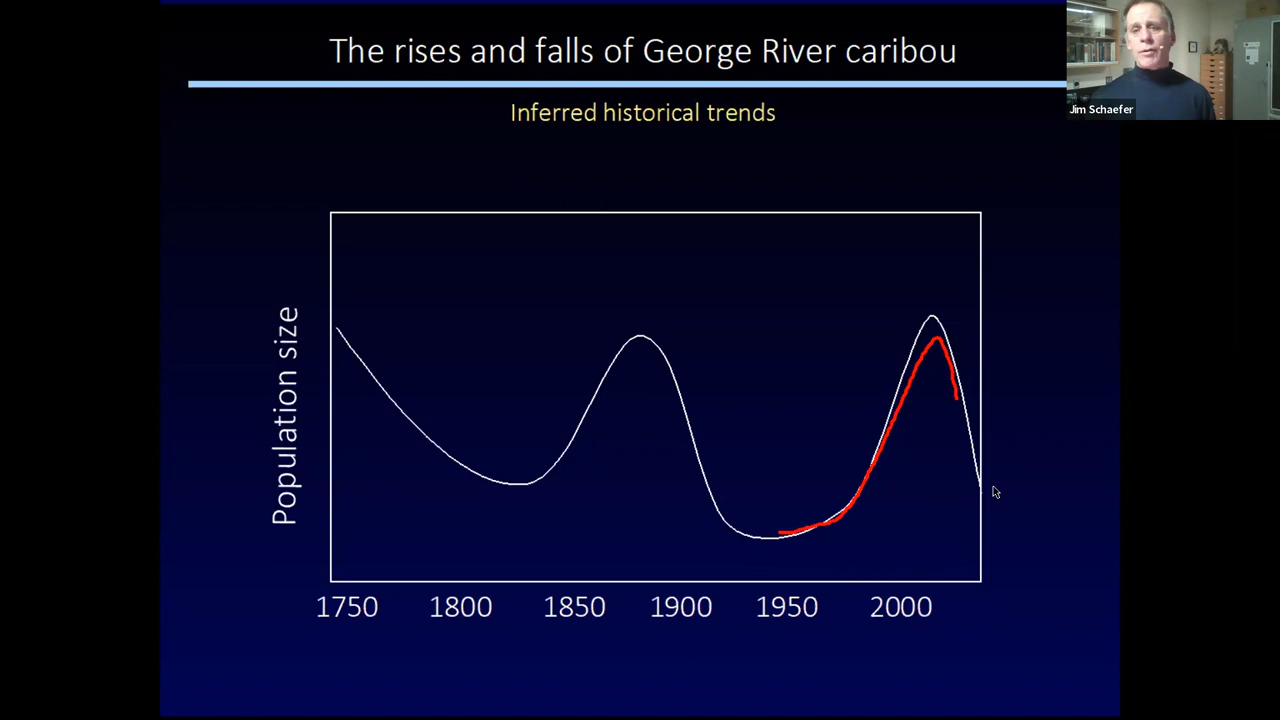 The rises and falls of George River caribou
Jim Schaefer
Inferred historical trends
Population size
1750 1800 1850 1900 1950 2000